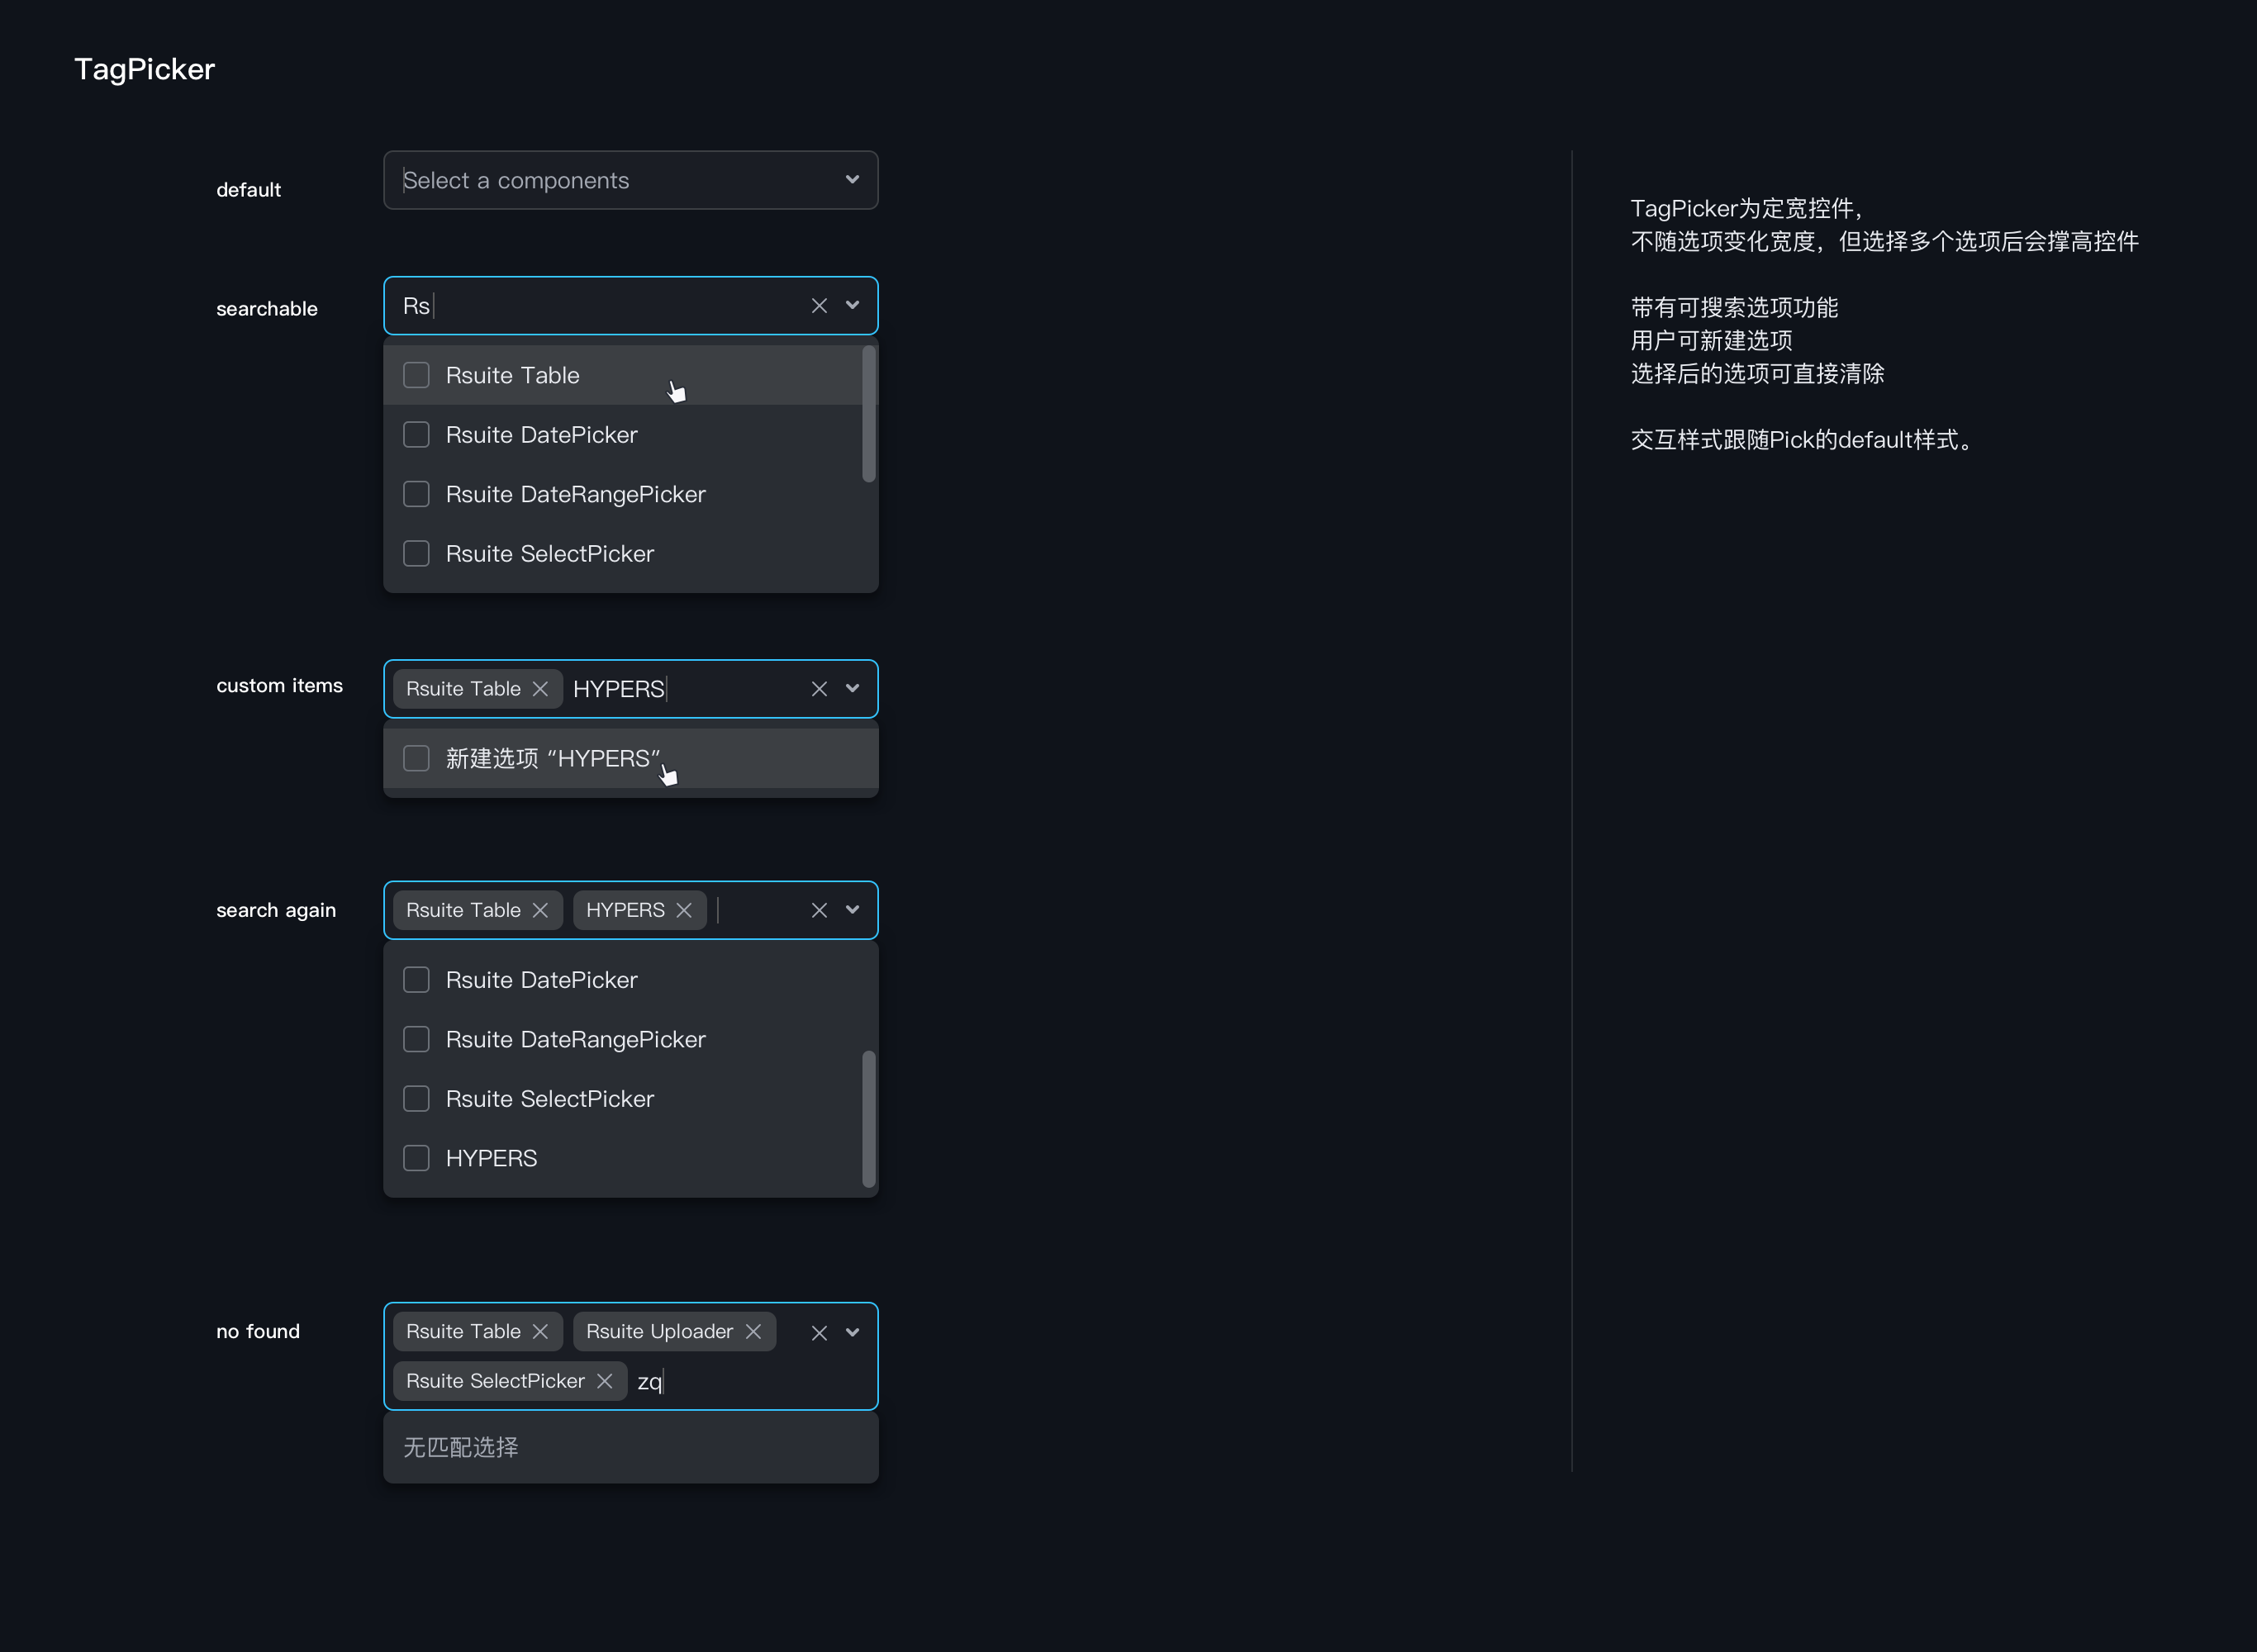 TagPicker
default
Select a components
searchable
Rs
Rsuite Table
Rsuite DatePicker
Rsuite DateRangePicker
Rsuite SelectPicker
custom items
Rsuite Table
HYPERS
新建选项 “HYPERS”
search again
Rsuite Table
HYPERS
Rsuite DatePicker
Rsuite DateRangePicker
Rsuite SelectPicker
HYPERS
no found
Rsuite Table
Rsuite Uploader
Rsuite SelectPicker
zq
无匹配选择
TagPicker为定宽控件，
不随选项变化宽度，但选择多个选项后会撑高控件
带有可搜索选项功能
用户可新建选项
选择后的选项可直接清除
交互样式跟随Pick的default样式。